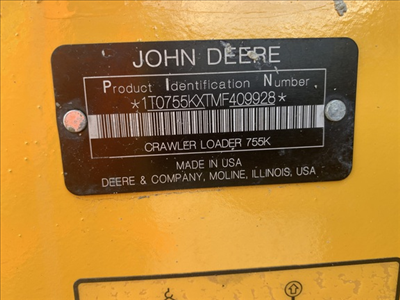 JOHN DEERE
Product Identification Number
*1T0755KXTMF409928*
CRAWLER LOADER 755K
MADE IN USA
DEERE & COMPANY, MOLINE, ILLINOIS, USA